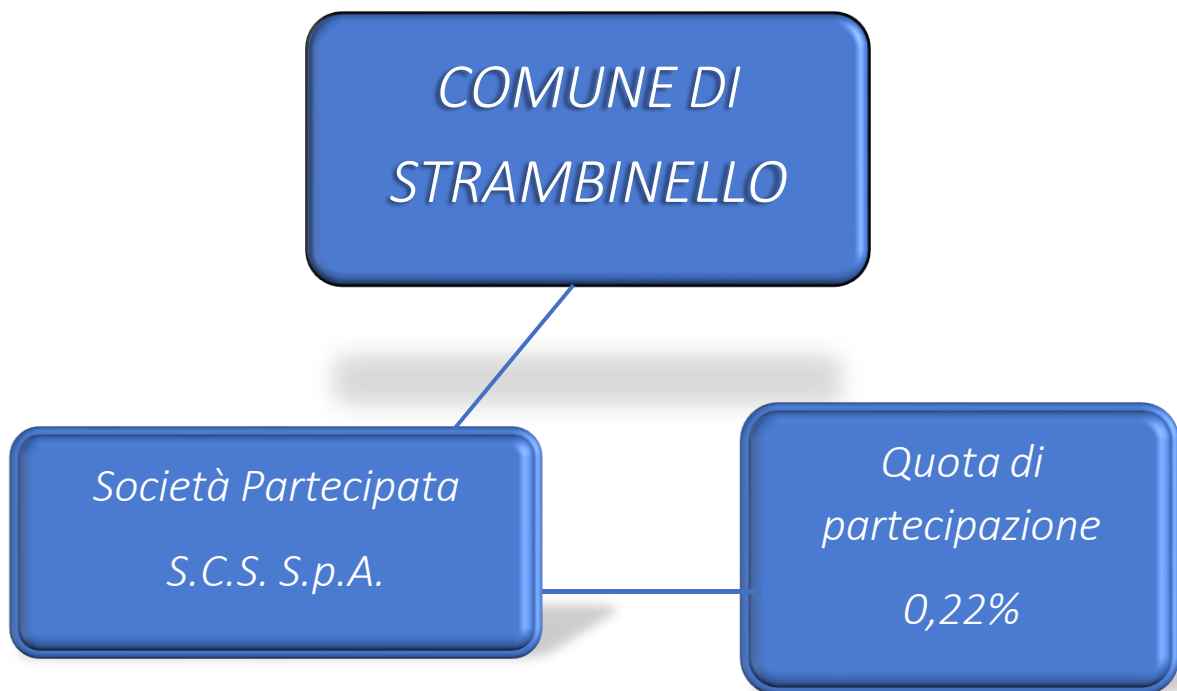 COMUNE DI
STRAMBINELLO
Società Partecipata
S.C.S. S.p.A.
Quota di
partecipazione
0,22%